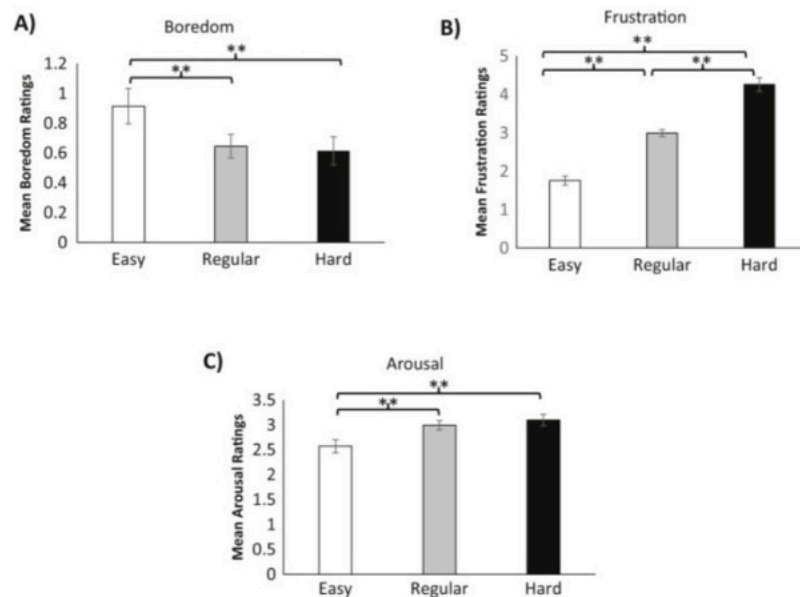 A)
Boredom
Mean Boredom Ratings
1.2
**
1
**
0.8
0.6
0.4
0.2
0
Easy Regular Hard
B)
Frustration
Mean Frustration Ratings
5
**
** **
4
3
2
1
0
Easy Regular Hard
C)
Arousal
Mean Arousal Ratings
3.5
**
**
3
2.5
2
1.5
1
0.5
0
Easy Regular Hard